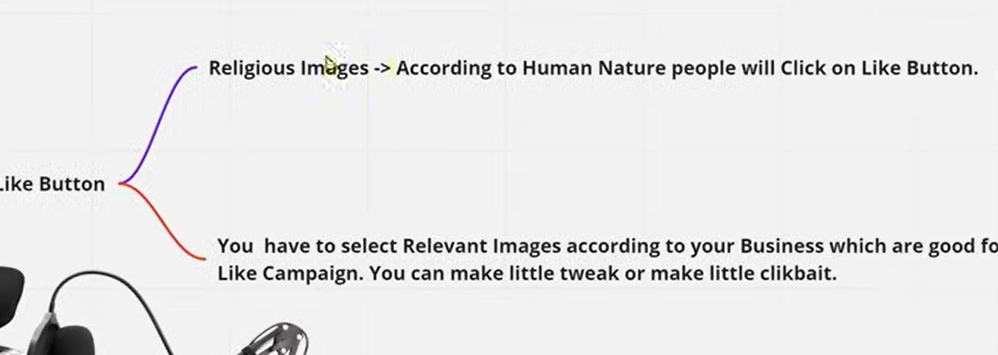 Religious Images -> According to Human Nature people will Click on Like Button.
Like Button
You have to select Relevant Images according to your Business which are good
Like Campaign. You can make little tweak or make little clikbait.